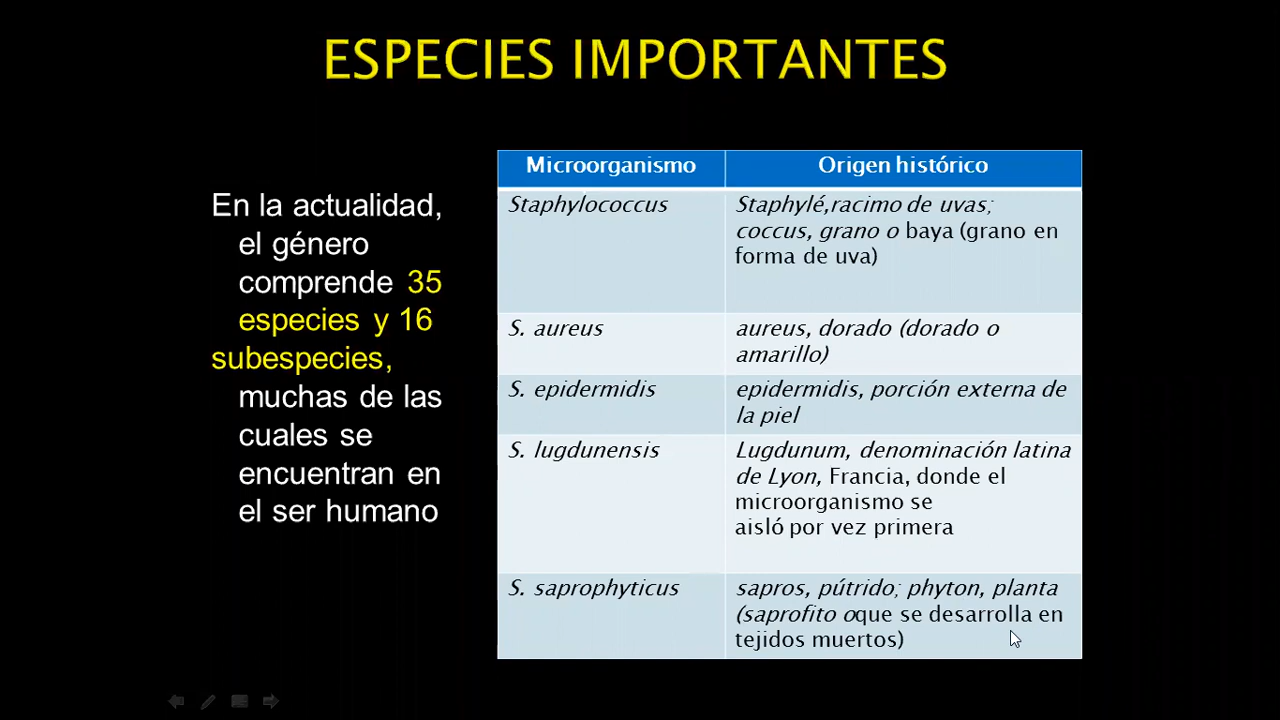 ESPECIES IMPORTANTES
En la actualidad,
el género
comprende 35
especies y 16
subespecies,
muchas de las
cuales se
encuentran en
el ser humano
Microorganismo Origen histórico
Staphylococcus Staphylé,racimo de uvas;
coccus, grano o baya (grano en
forma de uva)
S. aureus aureus, dorado (dorado o
amarillo)
S. epidermidis epidermidis, porción externa de
la piel
S. lugdunensis Lugdunum, denominación latina
de Lyon, Francia, donde el
microorganismo se
aisló por vez primera
S. saprophyticus sapros, pútrido; phyton, planta
(saprofito oque se desarrolla en
tejidos muertos)